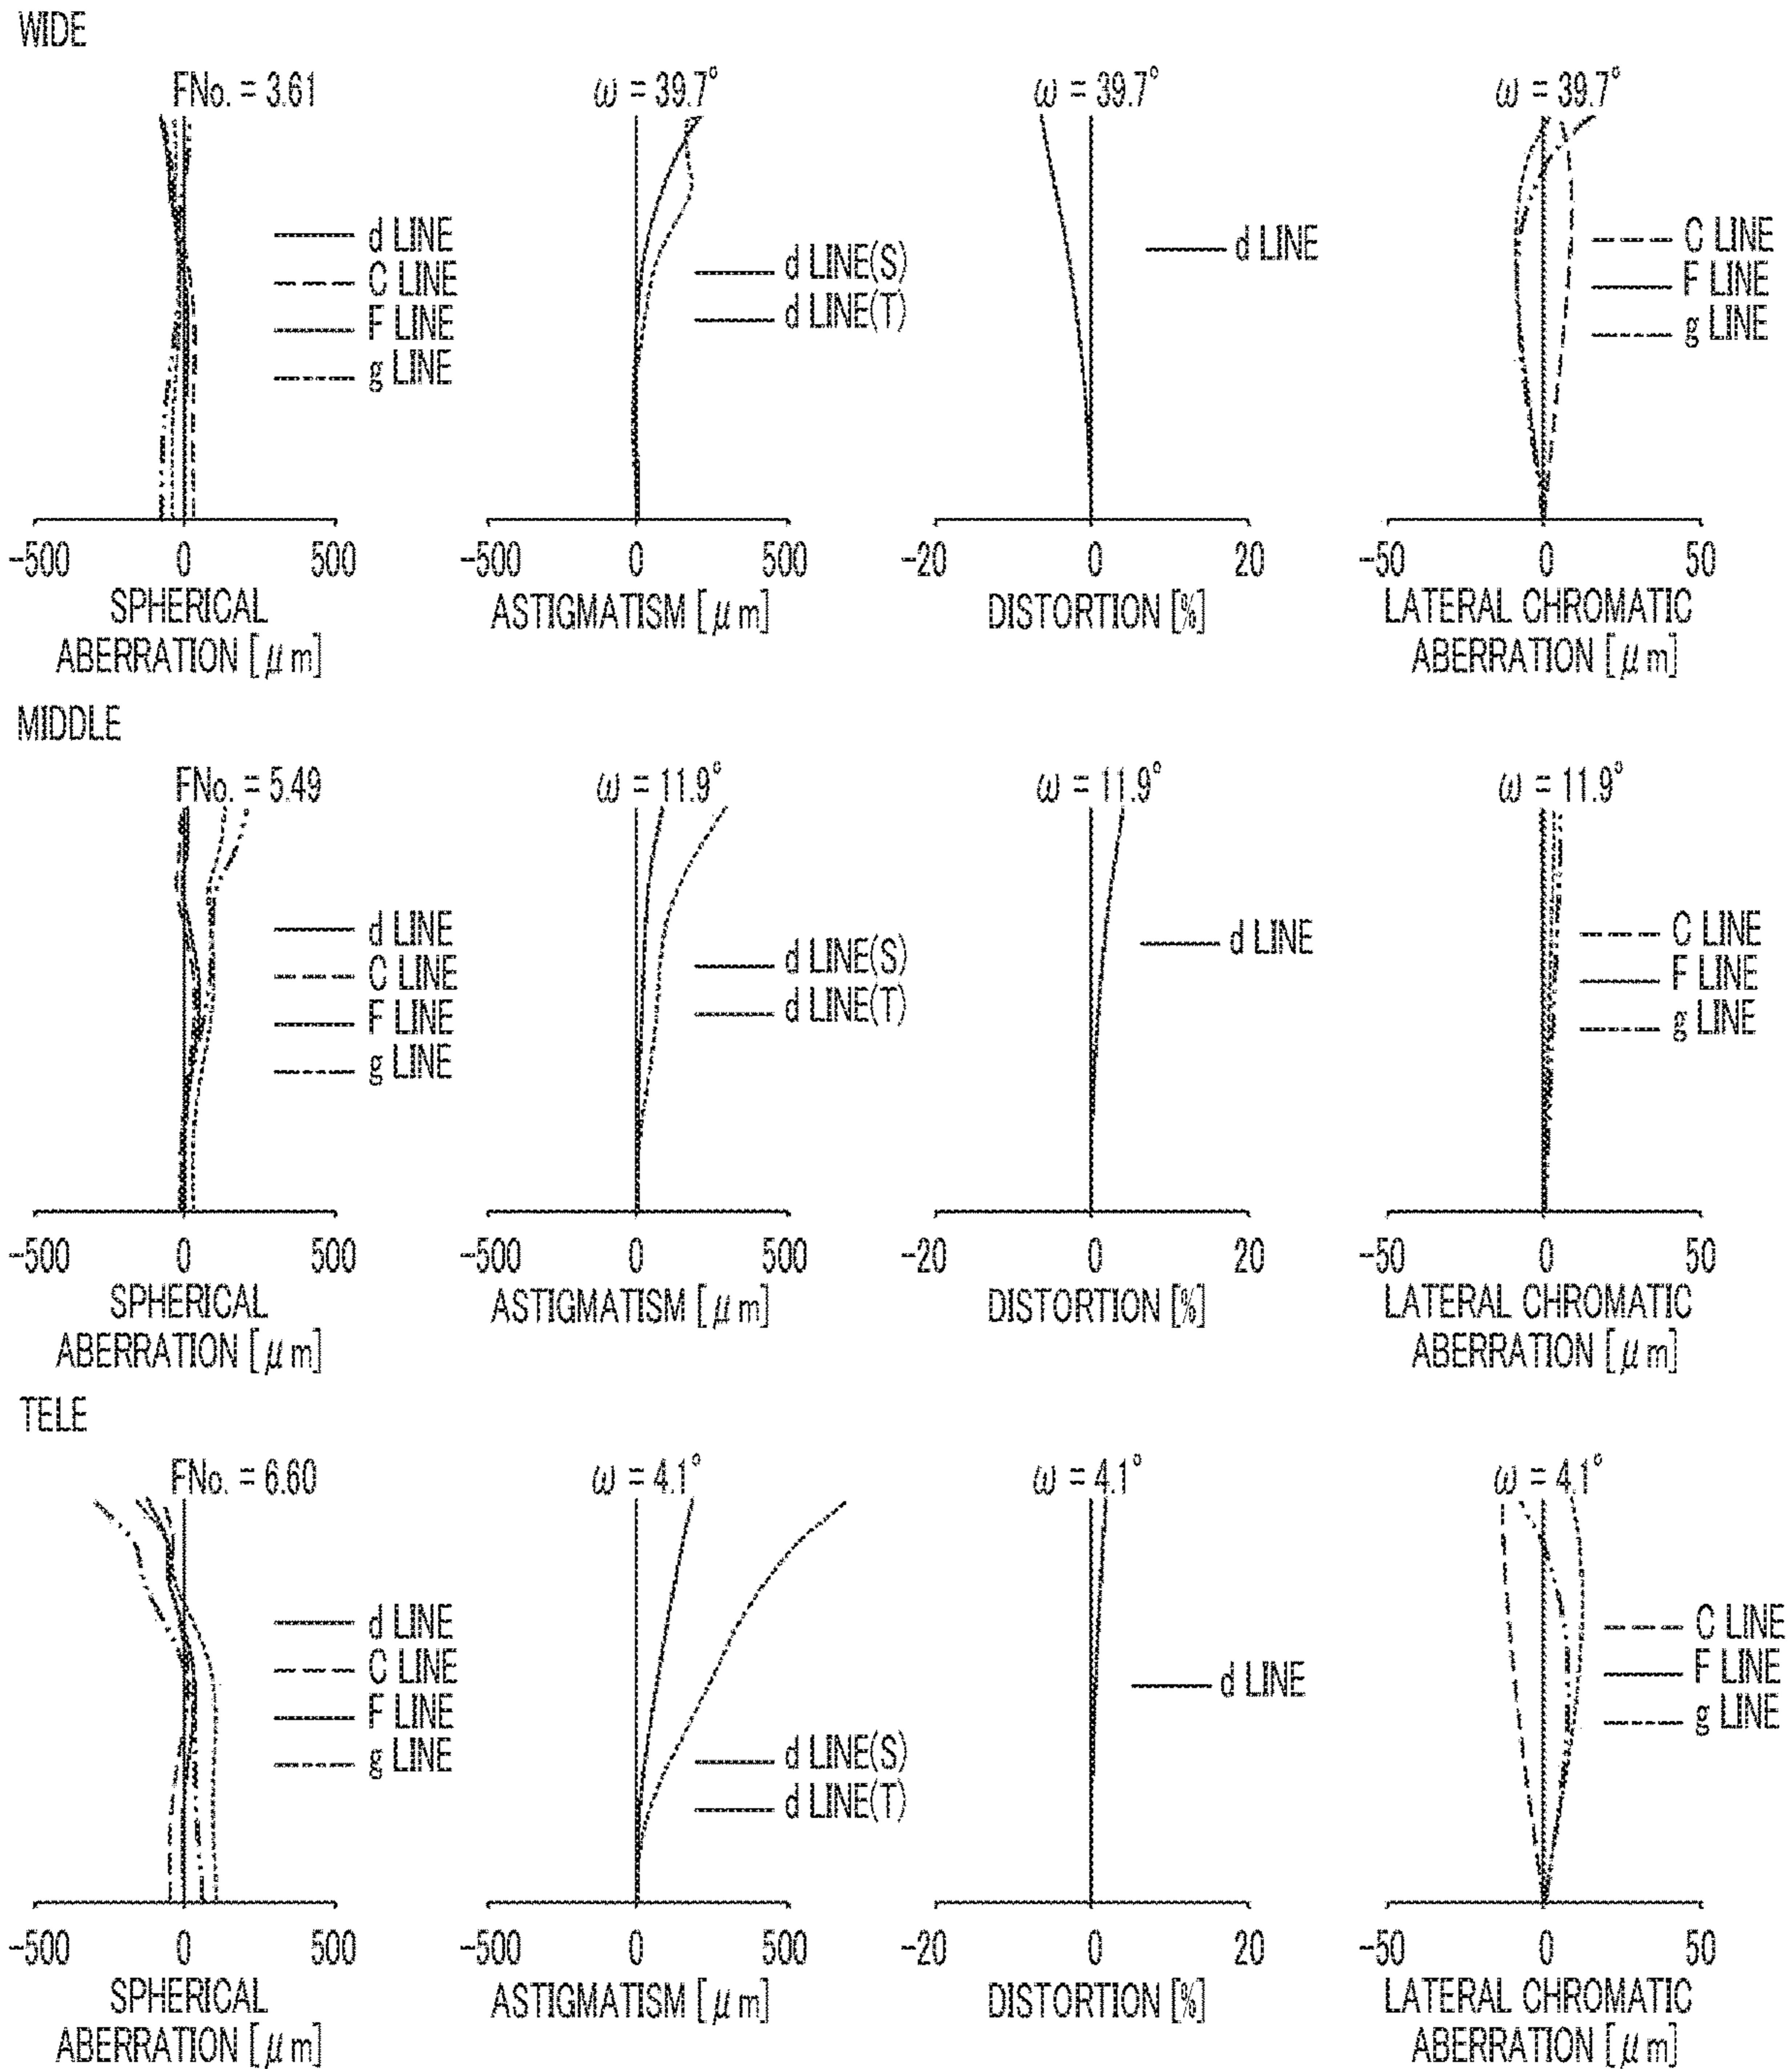 WIDE
FNo. = 3.61
ω = 39.7°
ω = 39.7°
ω = 39.7°
d LINE
C LINE
F LINE
g LINE
d LINE(S)
d LINE(T)
d LINE
C LINE
F LINE
g LINE
-500 0 500
-500 0 500
-20 0 20
-50 0 50
SPHERICAL
ABERRATION [μm]
ASTIGMATISM [μm]
DISTORTION [%]
LATERAL CHROMATIC
ABERRATION [μm]
MIDDLE
FNo. = 5.49
ω = 11.9°
ω = 11.9°
ω = 11.9°
d LINE
C LINE
F LINE
g LINE
d LINE(S)
d LINE(T)
d LINE
C LINE
F LINE
g LINE
-500 0 500
-500 0 500
-20 0 20
-50 0 50
SPHERICAL
ABERRATION [μm]
ASTIGMATISM [μm]
DISTORTION [%]
LATERAL CHROMATIC
ABERRATION [μm]
TELE
FNo. = 6.60
ω = 4.1°
ω = 4.1°
ω = 4.1°
d LINE
C LINE
F LINE
g LINE
d LINE(S)
d LINE(T)
d LINE
C LINE
F LINE
g LINE
-500 0 500
-500 0 500
-20 0 20
-50 0 50
SPHERICAL
ABERRATION [μm]
ASTIGMATISM [μm]
DISTORTION [%]
LATERAL CHROMATIC
ABERRATION [μm]